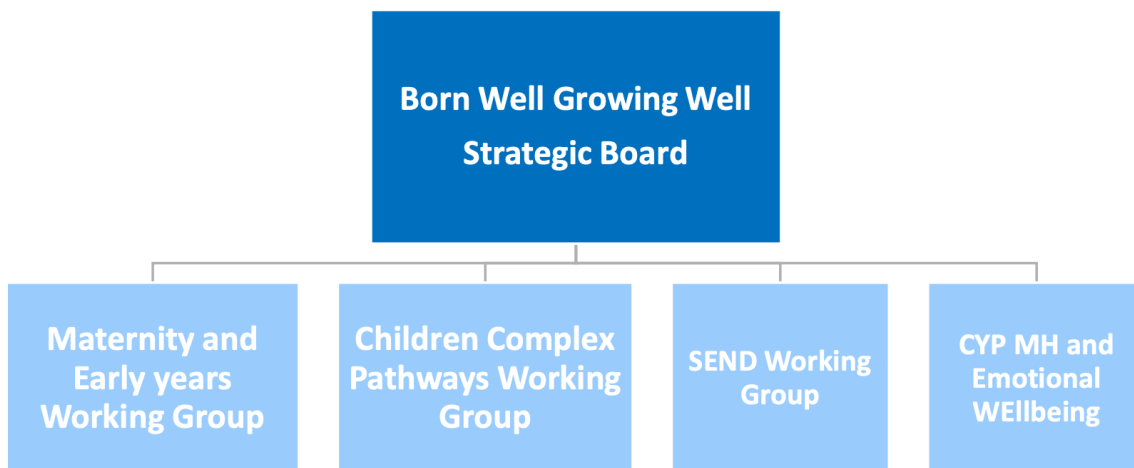 Born Well Growing Well
Strategic Board
Maternity and
Early years
Working Group
Children Complex
Pathways Working
Group
SEND Working
Group
CYP MH and
Emotional
WEllbeing